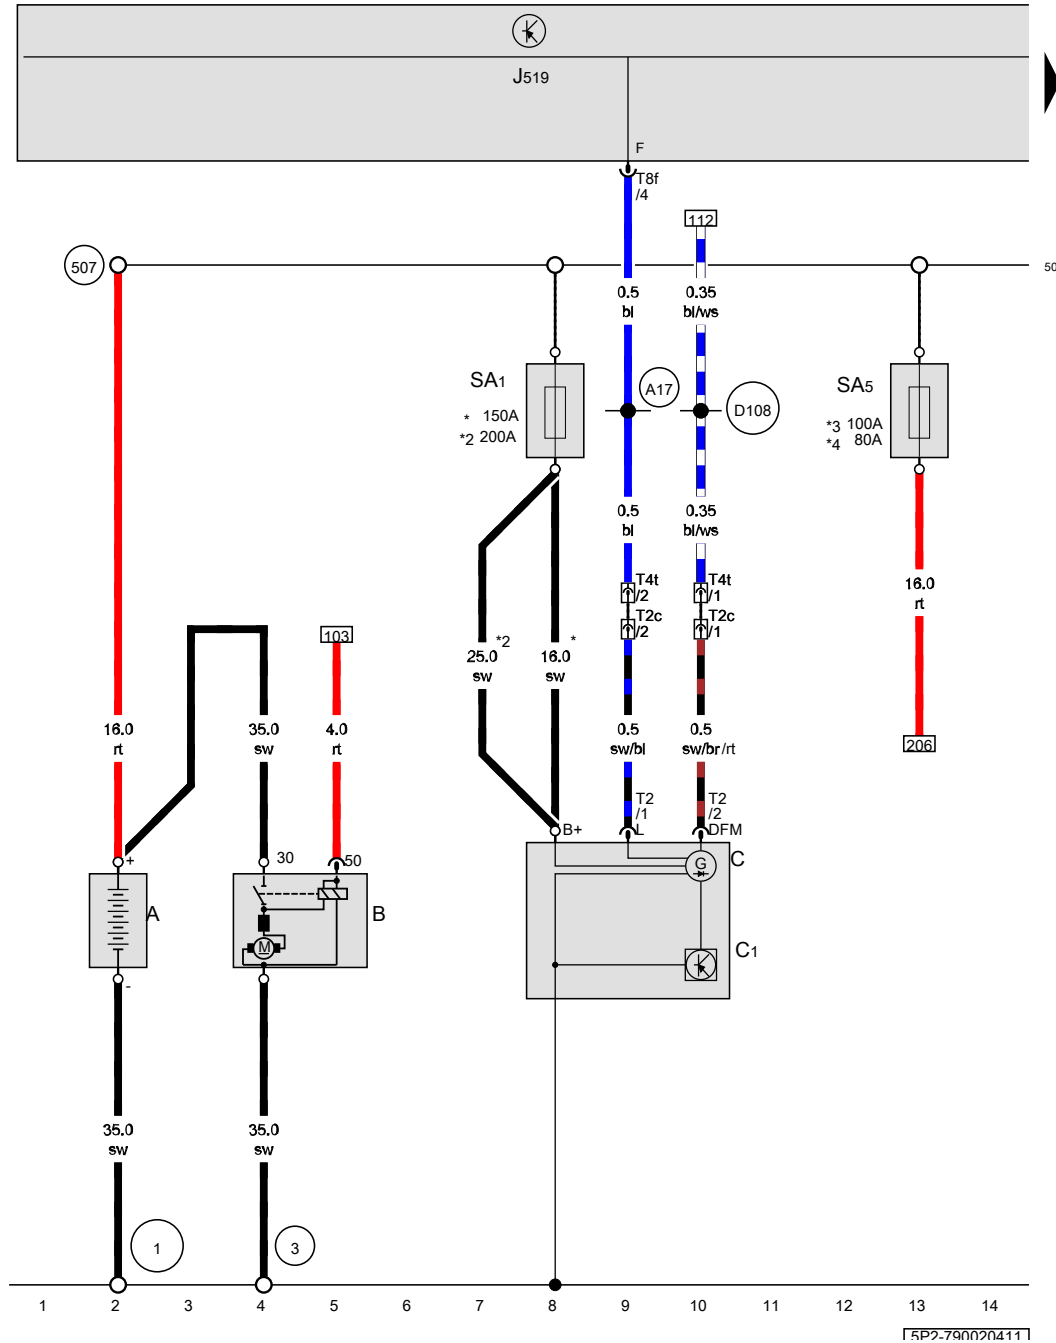 J519
F
T8f
/4
112
507
50
0.5
bl
0.35
bl/ws
SA1
* 150A
*2 200A
A17
D108
SA5
*3 100A
*4 80A
0.5
bl
0.35
bl/ws
T4t
/2
T4t
/1
16.0
rt
T2c
/2
T2c
/1
103
*2
25.0
sw
*
16.0
sw
16.0
rt
35.0
sw
4.0
rt
0.5
sw/bl
0.5
sw/br/rt
206
T2
/1
T2
/2
B+
L
DFM
+
30
50
G
C
A
B
M
C1
-
35.0
sw
35.0
sw
1
3
1 2 3 4 5 6 7 8 9 10 11 12 13 14
5P2-790020411